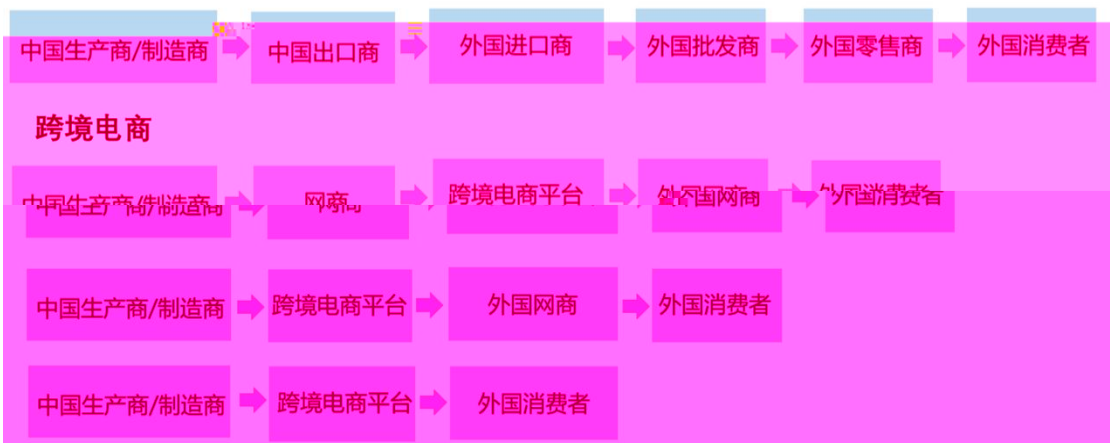 中国生产商/制造商 中国出口商 外国进口商 外国批发商 外国零售商 外国消费者
跨境电商
中国生产商/制造商 网商 跨境电商平台 外国网商 外国消费者
中国生产商/制造商 跨境电商平台 外国网商 外国消费者
中国生产商/制造商 跨境电商平台 外国消费者